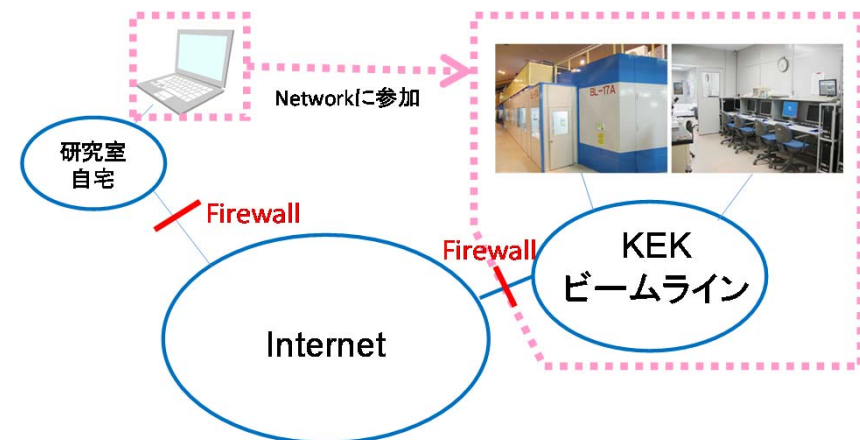 Networkに参加
BL-17A
研究室
自宅
Firewall
Firewall
KEK
ビームライン
Internet